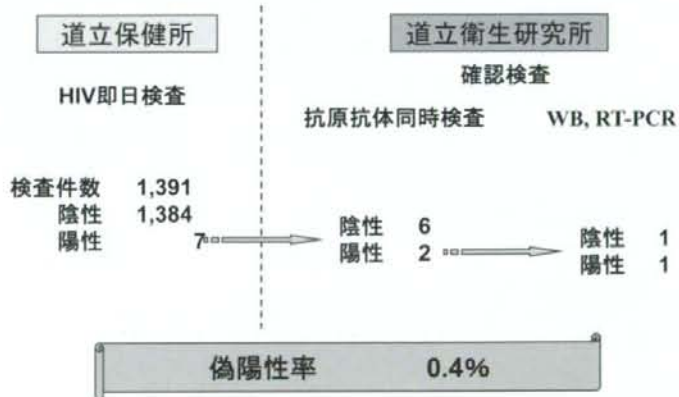 道立保健所
HIV即日検査
検査件数 1,391
陰性 1,384
陽性 7
道立衛生研究所
確認検査
抗原抗体同時検査 WB, RT-PCR
陰性 6
陽性 2
陰性 1
陽性 1
偽陽性率 0.4%